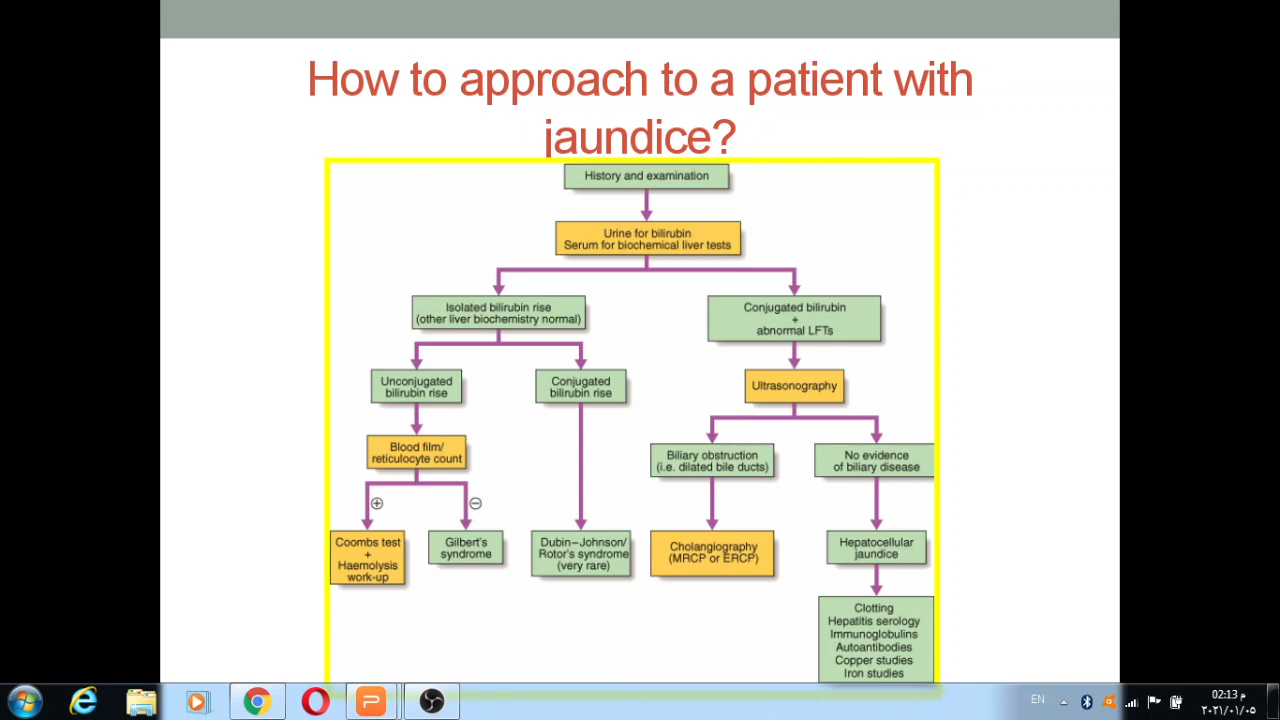 How to approach to a patient with
jaundice?
History and examination
Urine for bilirubin
Serum for biochemical liver tests
Isolated bilirubin rise
(other liver biochemistry normal)
Conjugated bilirubin
+
abnormal LFTs
Unconjugated
bilirubin rise
Conjugated
bilirubin rise
Ultrasonography
Blood film/
reticulocyte count
Biliary obstruction
(i.e. dilated bile ducts)
No evidence
of biliary disease
+
−
Coombs test
+
Haemolysis
work-up
Gilbert's
syndrome
Dubin–Johnson/
Rotor's syndrome
(very rare)
Cholangiography
(MRCP or ERCP)
Hepatocellular
jaundice
Clotting
Hepatitis serology
Immunoglobulins
Autoantibodies
Copper studies
Iron studies
EN
02:13 م
٢٠٢١/٠١/٠٥